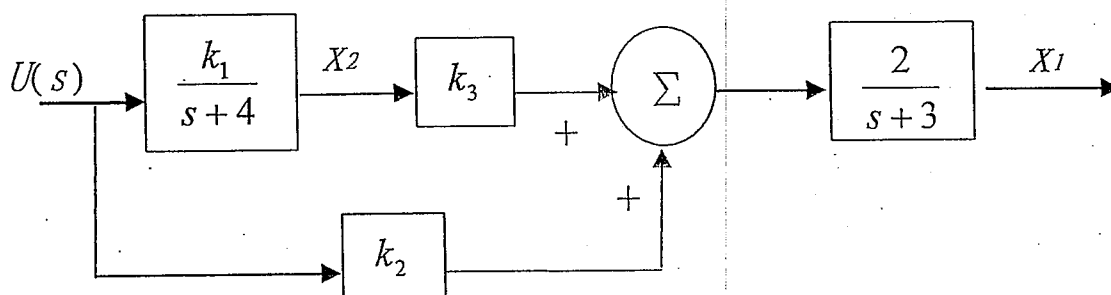 U(s)
k₁
s+4
X2
k₃
+
Σ
2
s+3
X1
+
k₂